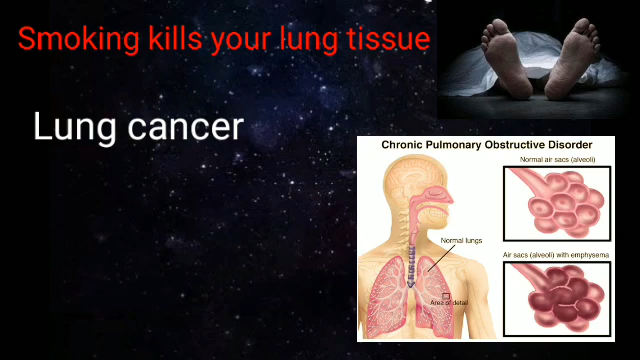 Smoking kills your lung tissue
Lung cancer
Chronic Pulmonary Obstructive Disorder
Normal air sacs (alveoli)
Normal lungs
Air sacs (alveoli) with emphysema
Area of detail